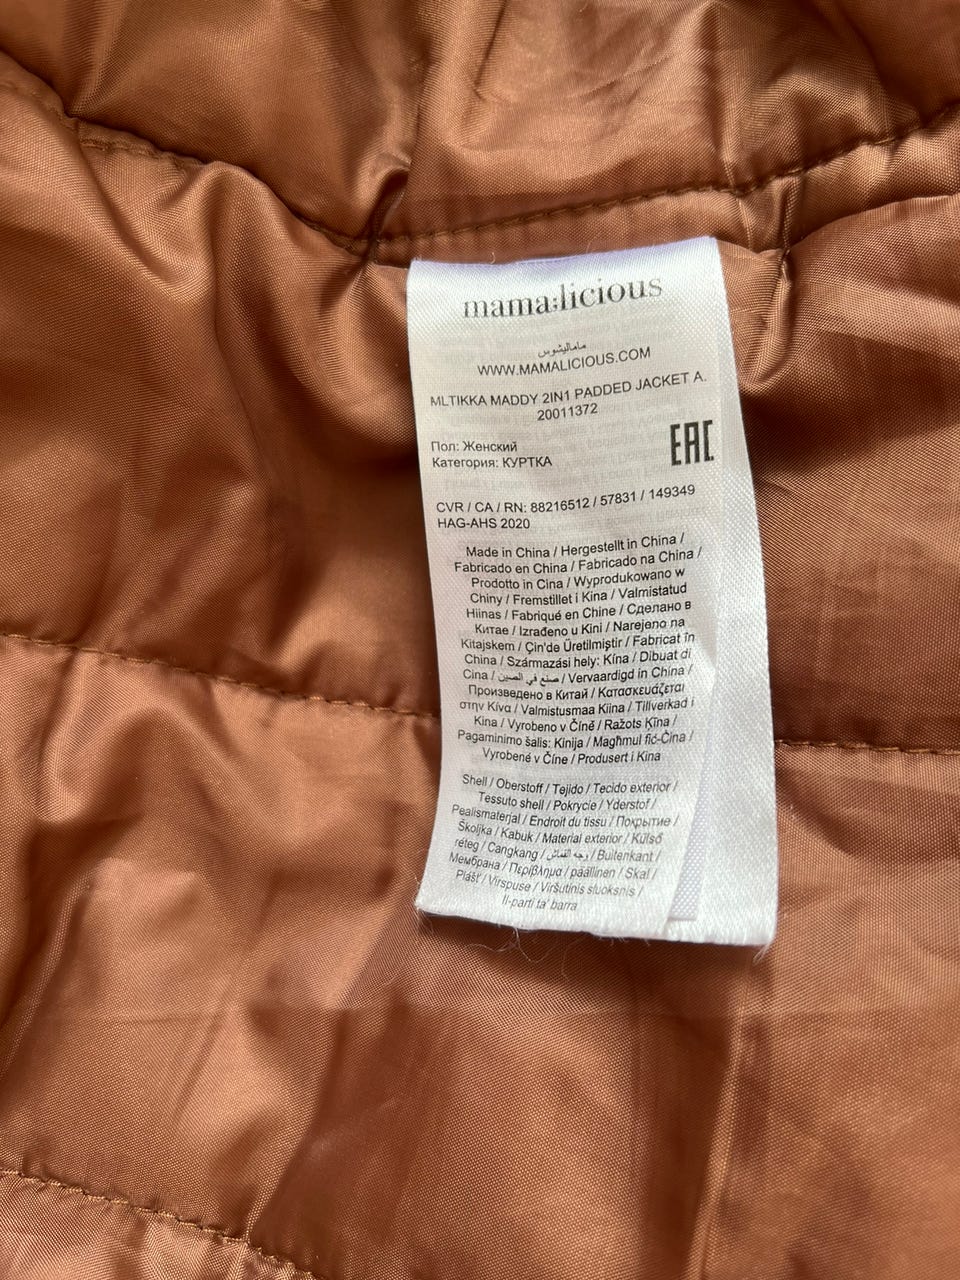 mama;licious
ماماليشوس
WWW.MAMALICIOUS.COM
MLTIKKA MADDY 2IN1 PADDED JACKET A.
20011372
Пол: Женский
Категория: КУРТКА
EAC
CVR / CA / RN: 88216512 / 57831 / 149349
HAG-AHS 2020
Made in China / Hergestellt in China /
Fabricado en China / Fabricado na China /
Prodotto in Cina / Wyprodukowano w
Chiny / Fremstillet i Kina / Valmistatud
Hiinas / Fabriqué en Chine / Сделано в
Китае / Izrađeno u Kini / Narejeno na
Kitajskem / Çin'de Üretilmiştir / Fabricat în
China / Származási hely: Kína / Dibuat di
Cina / صنع في الصين / Vervaardigd in China /
Произведено в Китай / Κατασκευάζεται
στην Κίνα / Valmistusmaa Kiina / Tillverkad i
Kina / Vyrobeno v Číně / Ražots Ķīna /
Pagaminimo šalis: Kinija / Magħmul fiċ-Ċina /
Vyrobené v Číne / Produsert i Kina
Shell / Oberstoff / Tejido / Tecido exterior /
Tessuto shell / Pokrycie / Yderstof /
Pealismaterjal / Endroit du tissu / Покрытие /
Školjka / Kabuk / Material exterior / Külső
réteg / Cangkang / وجه القماش / Buitenkant /
Мембрана / Περίβλημα / päällinen / Skal /
Plášť / Virspuse / Viršutinis sluoksnis /
Il-parti ta' barra